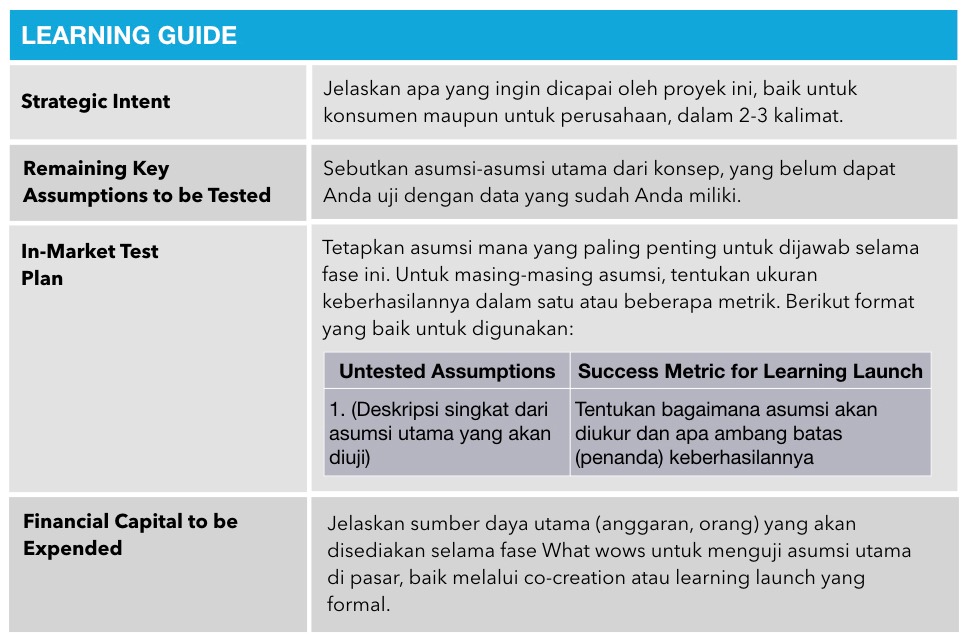 LEARNING GUIDE
Strategic Intent
Jelaskan apa yang ingin dicapai oleh proyek ini, baik untuk
konsumen maupun untuk perusahaan, dalam 2-3 kalimat.
Remaining Key
Assumptions to be Tested
Sebutkan asumsi-asumsi utama dari konsep, yang belum dapat
Anda uji dengan data yang sudah Anda miliki.
In-Market Test
Plan
Tetapkan asumsi mana yang paling penting untuk dijawab selama
fase ini. Untuk masing-masing asumsi, tentukan ukuran
keberhasilannya dalam satu atau beberapa metrik. Berikut format
yang baik untuk digunakan:
Untested Assumptions
Success Metric for Learning Launch
1. (Deskripsi singkat dari
asumsi utama yang akan
diuji)
Tentukan bagaimana asumsi akan
diukur dan apa ambang batas
(penanda) keberhasilannya
Financial Capital to be
Expended
Jelaskan sumber daya utama (anggaran, orang) yang akan
disediakan selama fase What wows untuk menguji asumsi utama
di pasar, baik melalui co-creation atau learning launch yang
formal.